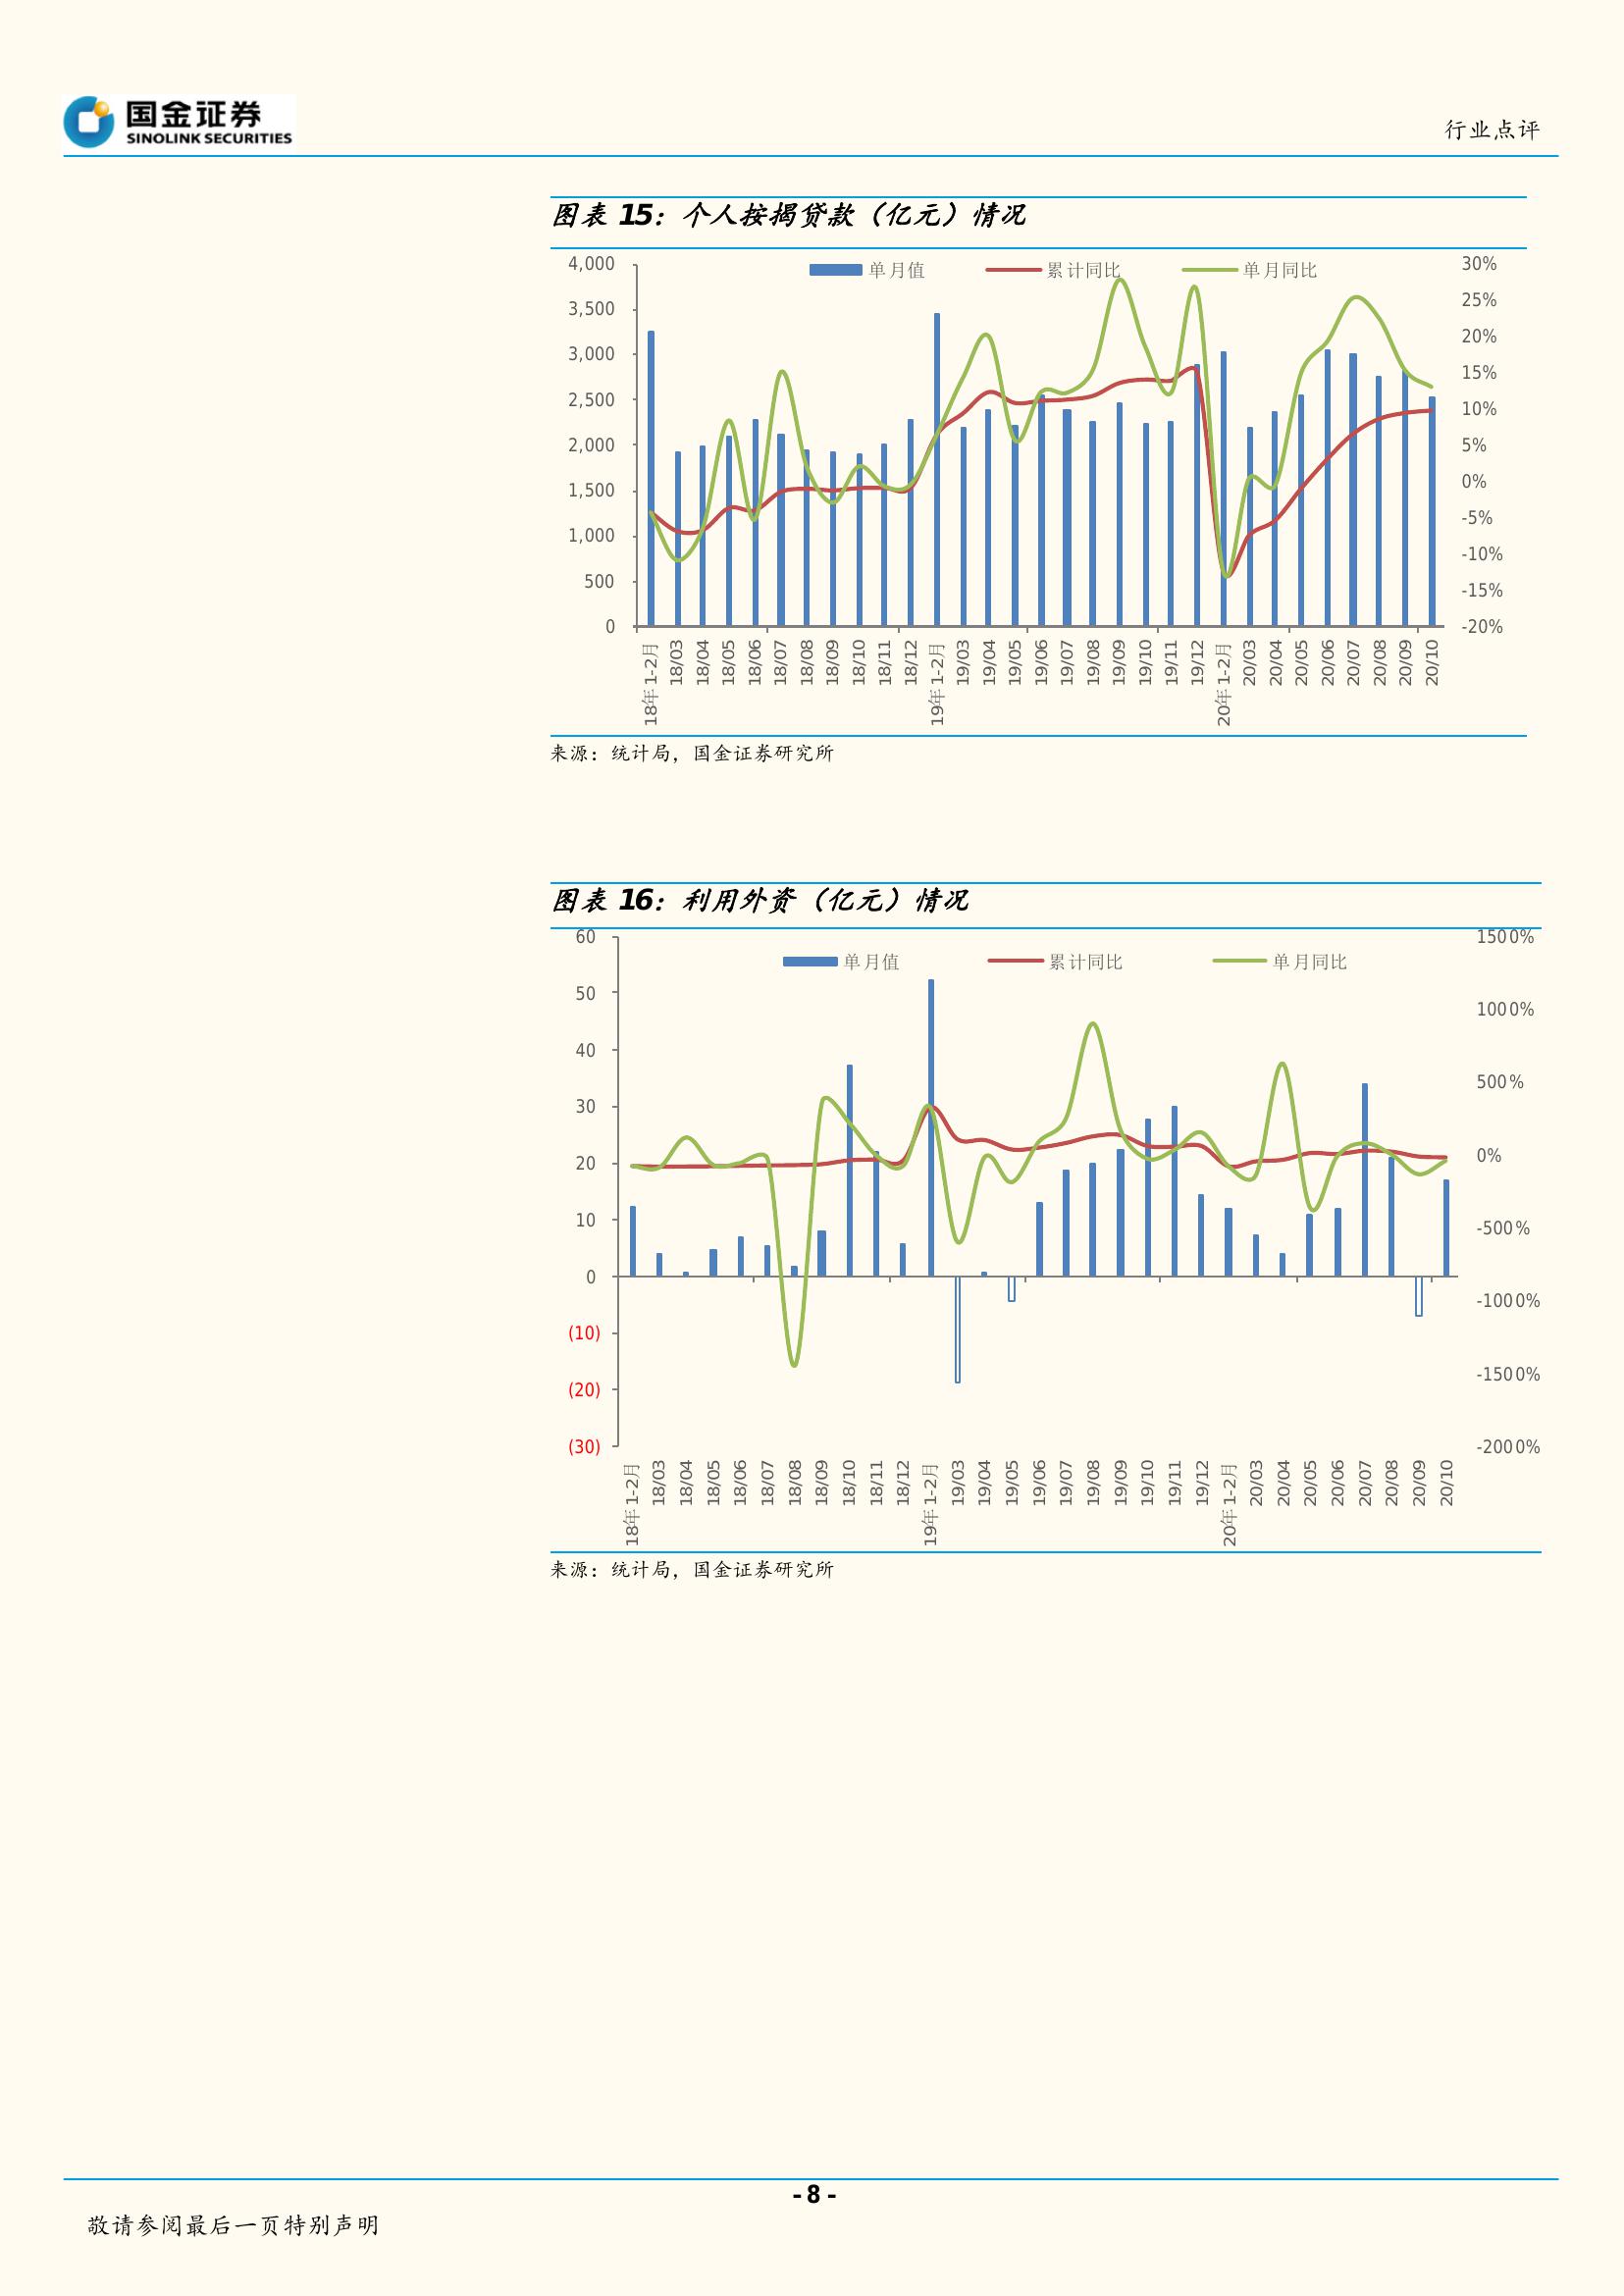 国金证券
SINOLINK SECURITIES
行业点评
图表 15：个人按揭贷款（亿元）情况
单月值 累计同比 单月同比
4,000
3,500
3,000
2,500
2,000
1,500
1,000
500
0
30%
25%
20%
15%
10%
5%
0%
-5%
-10%
-15%
-20%
18年1-2月 18/03 18/04 18/05 18/06 18/07 18/08 18/09 18/10 18/11 18/12 19年1-2月 19/03 19/04 19/05 19/06 19/07 19/08 19/09 19/10 19/11 19/12 20年1-2月 20/03 20/04 20/05 20/06 20/07 20/08 20/09 20/10
来源：统计局，国金证券研究所
图表 16：利用外资（亿元）情况
单月值 累计同比 单月同比
60
50
40
30
20
10
0
(10)
(20)
(30)
1500%
1000%
500%
0%
-500%
-1000%
-1500%
-2000%
18年1-2月 18/03 18/04 18/05 18/06 18/07 18/08 18/09 18/10 18/11 18/12 19年1-2月 19/03 19/04 19/05 19/06 19/07 19/08 19/09 19/10 19/11 19/12 20年1-2月 20/03 20/04 20/05 20/06 20/07 20/08 20/09 20/10
来源：统计局，国金证券研究所
- 8 -
敬请参阅最后一页特别声明